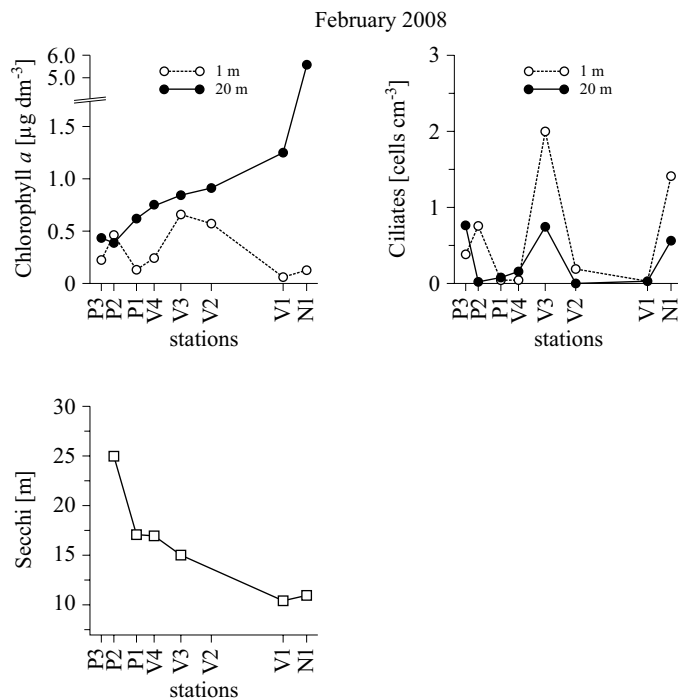 February 2008
Chlorophyll a [µg dm⁻³]
6.0
5.0
1.5
1.0
0.5
0
1 m
20 m
P3 P2 P1 V4 V3 V2 V1 N1
stations
Ciliates [cells cm⁻³]
3
2
1
0
1 m
20 m
P3 P2 P1 V4 V3 V2 V1 N1
stations
Secchi [m]
30
25
20
15
10
P3 P2 P1 V4 V3 V2 V1 N1
stations